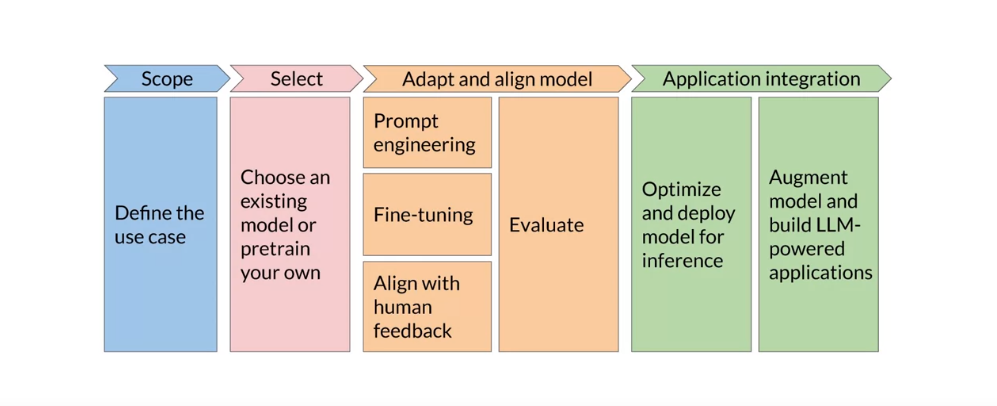 Scope
Select
Adapt and align model
Application integration
Define the
use case
Choose an
existing
model or
pretrain
your own
Prompt
engineering
Fine-tuning
Align with
human
feedback
Evaluate
Optimize
and deploy
model for
inference
Augment
model and
build LLM-
powered
applications